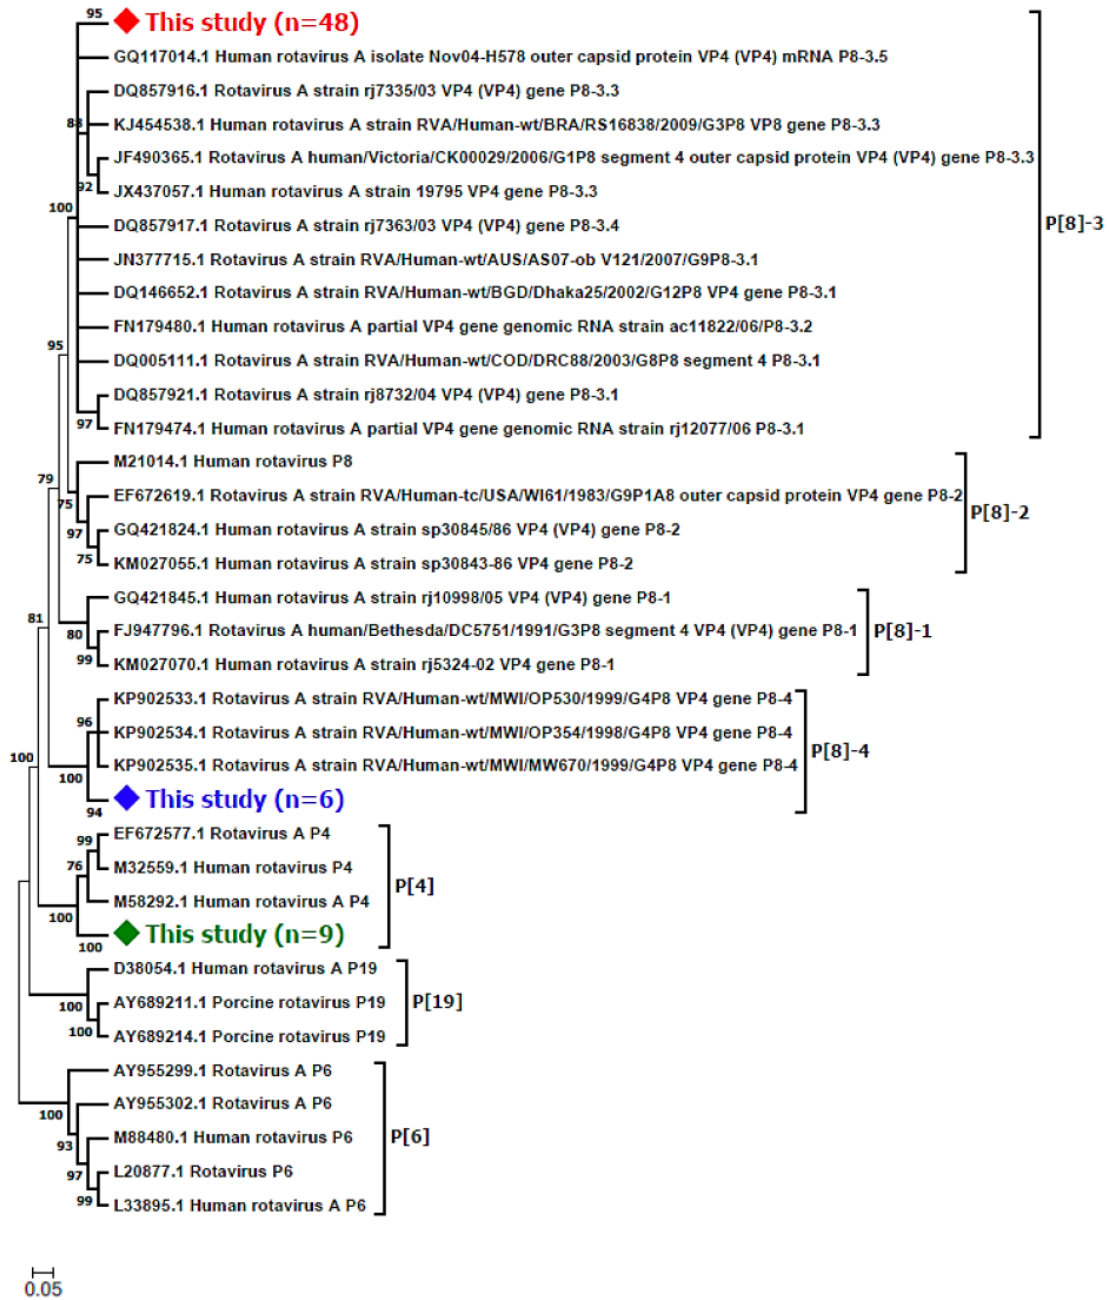 95
This study (n=48)
GQ117014.1 Human rotavirus A isolate Nov04-H578 outer capsid protein VP4 (VP4) mRNA P8-3.5
DQ857916.1 Rotavirus A strain rj7335/03 VP4 (VP4) gene P8-3.3
88
KJ454538.1 Human rotavirus A strain RVA/Human-wt/BRA/RS16838/2009/G3P8 VP8 gene P8-3.3
JF490365.1 Rotavirus A human/Victoria/CK00029/2006/G1P8 segment 4 outer capsid protein VP4 (VP4) gene P8-3.3
92
JX437057.1 Human rotavirus A strain 19795 VP4 gene P8-3.3
100
DQ857917.1 Rotavirus A strain rj7363/03 VP4 (VP4) gene P8-3.4
P[8]-3
JN377715.1 Rotavirus A strain RVA/Human-wt/AUS/AS07-ob V121/2007/G9P8-3.1
DQ146652.1 Rotavirus A strain RVA/Human-wt/BGD/Dhaka25/2002/G12P8 VP4 gene P8-3.1
FN179480.1 Human rotavirus A partial VP4 gene genomic RNA strain ac11822/06/P8-3.2
95
DQ005111.1 Rotavirus A strain RVA/Human-wt/COD/DRC88/2003/G8P8 segment 4 P8-3.1
DQ857921.1 Rotavirus A strain rj8732/04 VP4 (VP4) gene P8-3.1
97
FN179474.1 Human rotavirus A partial VP4 gene genomic RNA strain rj12077/06 P8-3.1
M21014.1 Human rotavirus P8
79
75
EF672619.1 Rotavirus A strain RVA/Human-tc/USA/WI61/1983/G9P1A8 outer capsid protein VP4 gene P8-2
P[8]-2
97
GQ421824.1 Human rotavirus A strain sp30845/86 VP4 (VP4) gene P8-2
75
KM027055.1 Human rotavirus A strain sp30843-86 VP4 gene P8-2
GQ421845.1 Human rotavirus A strain rj10998/05 VP4 (VP4) gene P8-1
81
80
FJ947796.1 Rotavirus A human/Bethesda/DC5751/1991/G3P8 segment 4 VP4 (VP4) gene P8-1
P[8]-1
99
KM027070.1 Human rotavirus A strain rj5324-02 VP4 gene P8-1
KP902533.1 Rotavirus A strain RVA/Human-wt/MWI/OP530/1999/G4P8 VP4 gene P8-4
96
KP902534.1 Rotavirus A strain RVA/Human-wt/MWI/OP354/1998/G4P8 VP4 gene P8-4
P[8]-4
100
100
KP902535.1 Rotavirus A strain RVA/Human-wt/MWI/MW670/1999/G4P8 VP4 gene P8-4
94
This study (n=6)
99
EF672577.1 Rotavirus A P4
76
M32559.1 Human rotavirus P4
P[4]
M58292.1 Human rotavirus A P4
100
100
This study (n=9)
D38054.1 Human rotavirus A P19
100
AY689211.1 Porcine rotavirus P19
P[19]
100
AY689214.1 Porcine rotavirus P19
AY955299.1 Rotavirus A P6
100
AY955302.1 Rotavirus A P6
93
M88480.1 Human rotavirus P6
P[6]
97
L20877.1 Rotavirus P6
99
L33895.1 Human rotavirus A P6
0.05